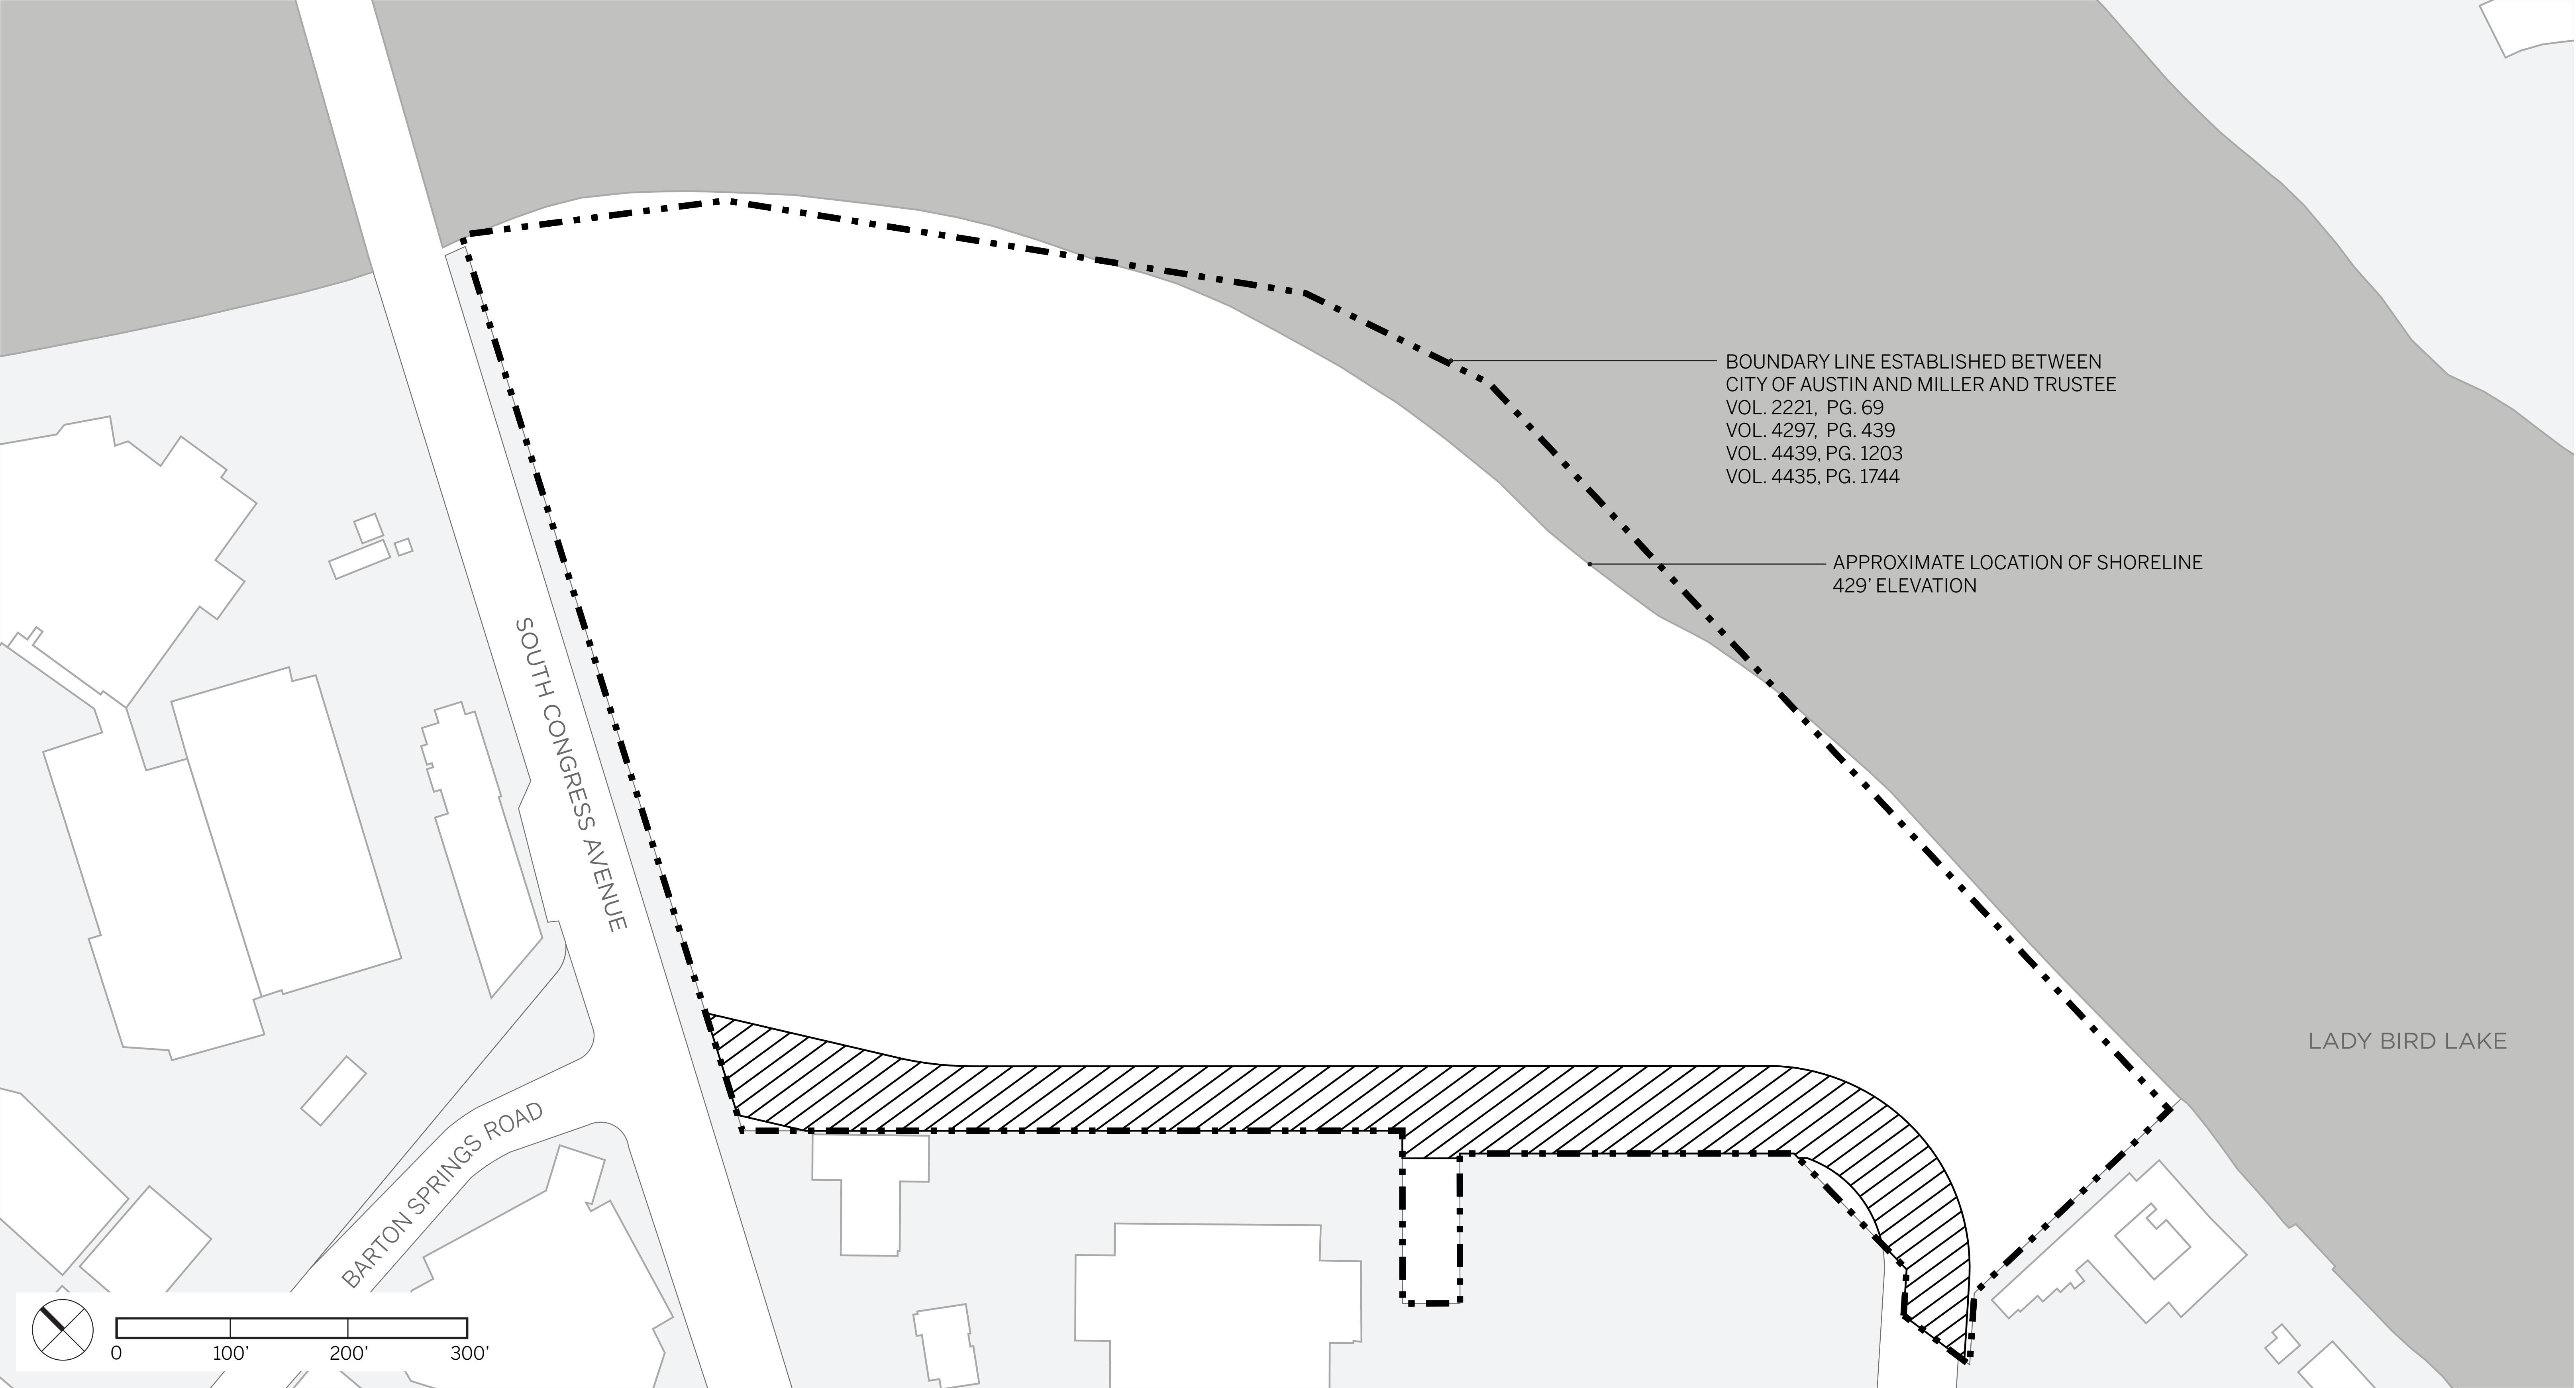 BOUNDARY LINE ESTABLISHED BETWEEN
CITY OF AUSTIN AND MILLER AND TRUSTEE
VOL. 2221, PG. 69
VOL. 4297, PG. 439
VOL. 4439, PG. 1203
VOL. 4435, PG. 1744
APPROXIMATE LOCATION OF SHORELINE
429’ ELEVATION
SOUTH CONGRESS AVENUE
LADY BIRD LAKE
BARTON SPRINGS ROAD
0 100’ 200’ 300’